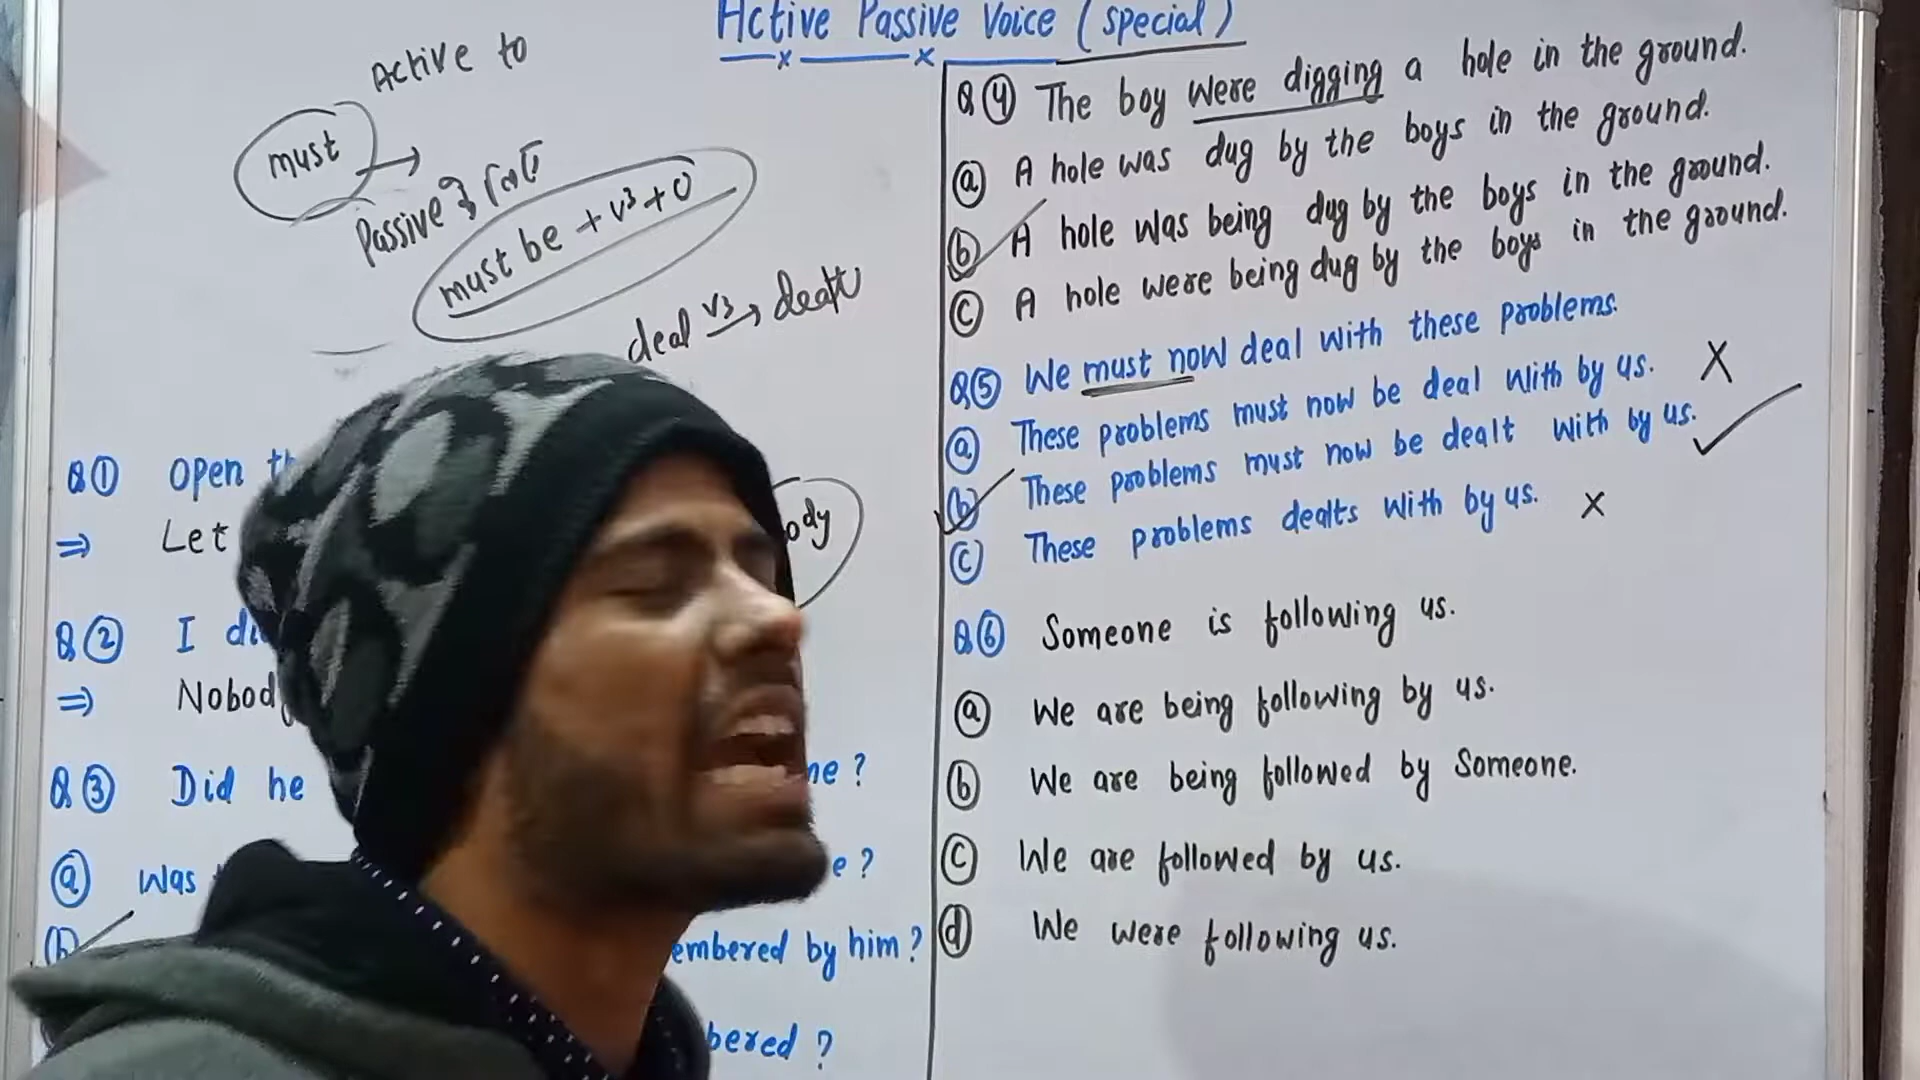 Active Passive Voice (special)
Active to
must →
Passive
must be + v³ + o
deal v3→ dealt
Q① Open
⇒ Let ody
Q② I di
⇒ Nobod
Q③ Did he me ?
ⓐ Was e ?
ⓑ embered by him ?
bered ?
Q④ The boy were digging a hole in the ground.
ⓐ A hole was dug by the boys in the ground.
ⓑ A hole was being dug by the boys in the ground.
ⓒ A hole were being dug by the boys in the ground.
Q⑤ We must now deal with these problems.
ⓐ These problems must now be deal with by us. X
ⓑ These problems must now be dealt with by us. ✓
ⓒ These problems dealts with by us. X
Q⑥ Someone is following us.
ⓐ We are being following by us.
ⓑ We are being followed by Someone.
ⓒ We are followed by us.
ⓓ We were following us.